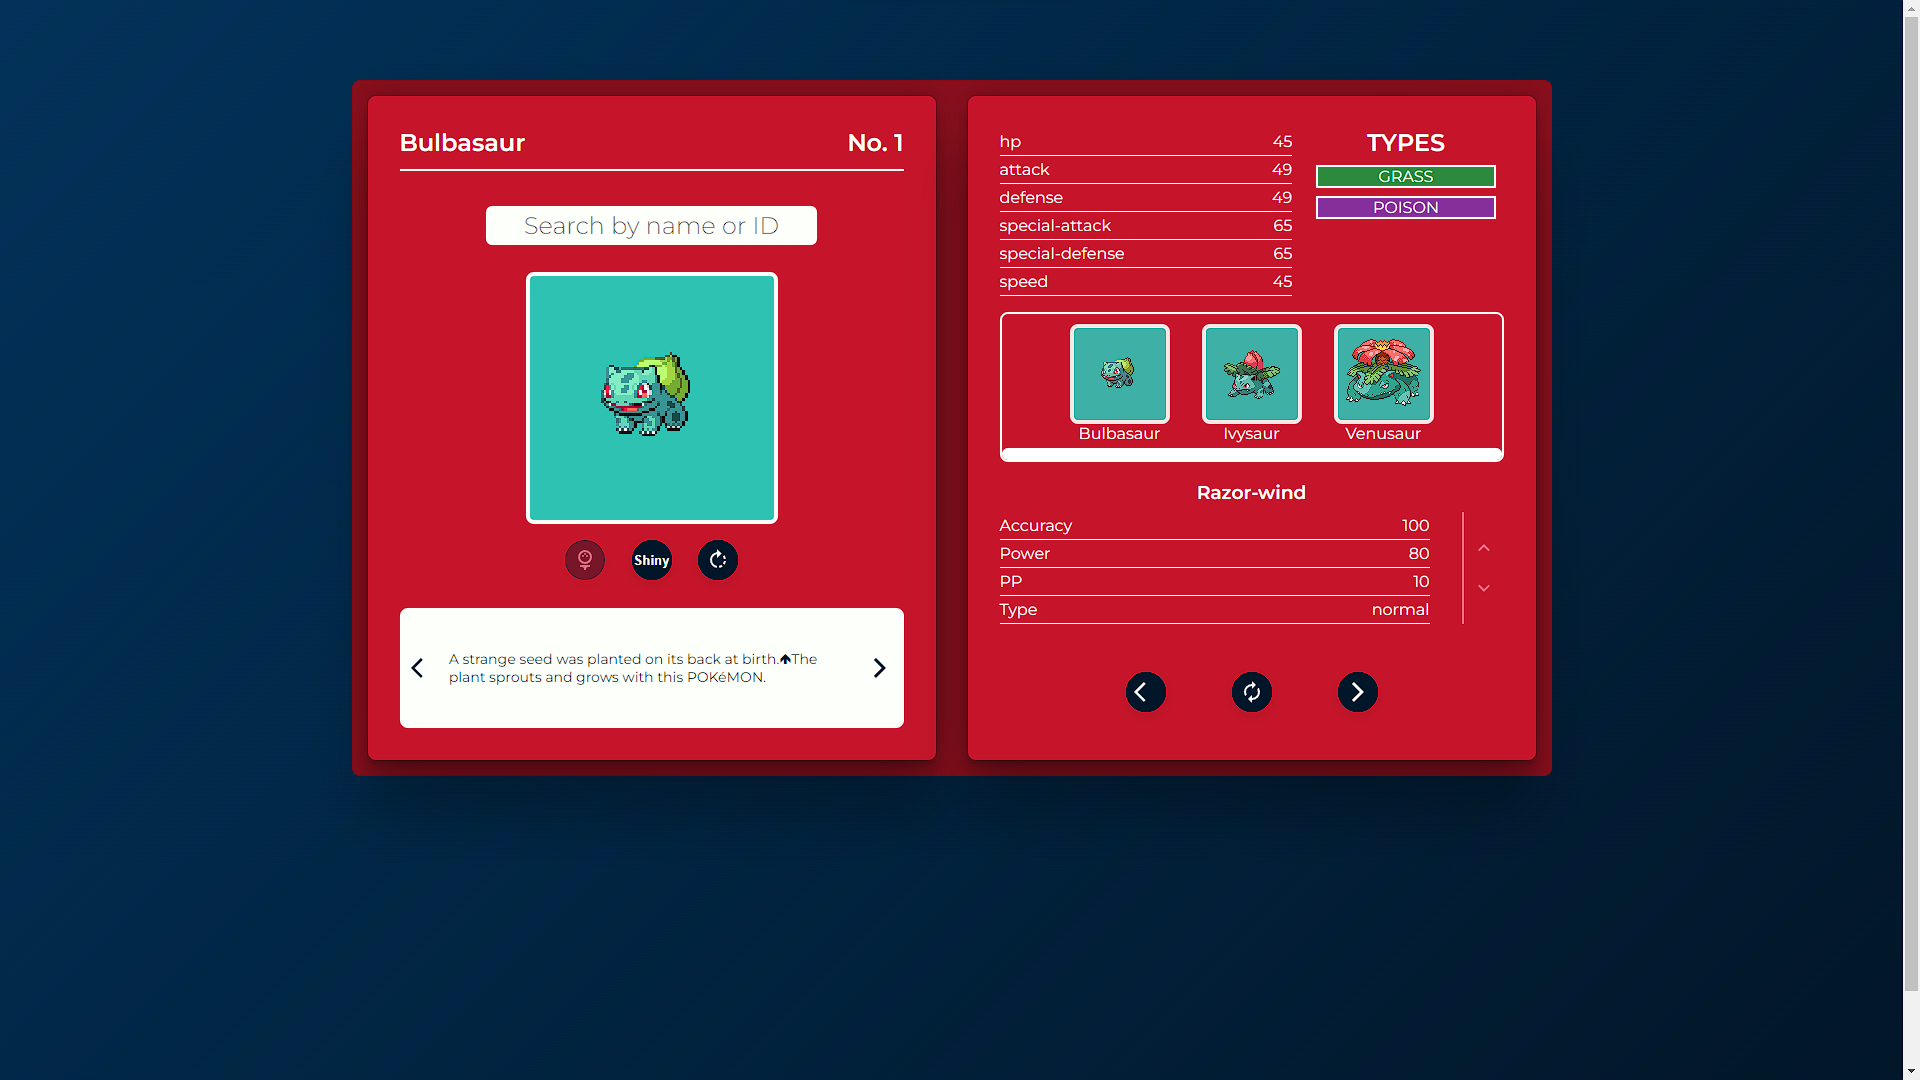 Bulbasaur No. 1
Search by name or ID
Shiny
A strange seed was planted on its back at birth.🡅The
plant sprouts and grows with this POKéMON.
hp 45
attack 49
defense 49
special-attack 65
special-defense 65
speed 45
TYPES
GRASS
POISON
Bulbasaur Ivysaur Venusaur
Razor-wind
Accuracy 100
Power 80
PP 10
Type normal